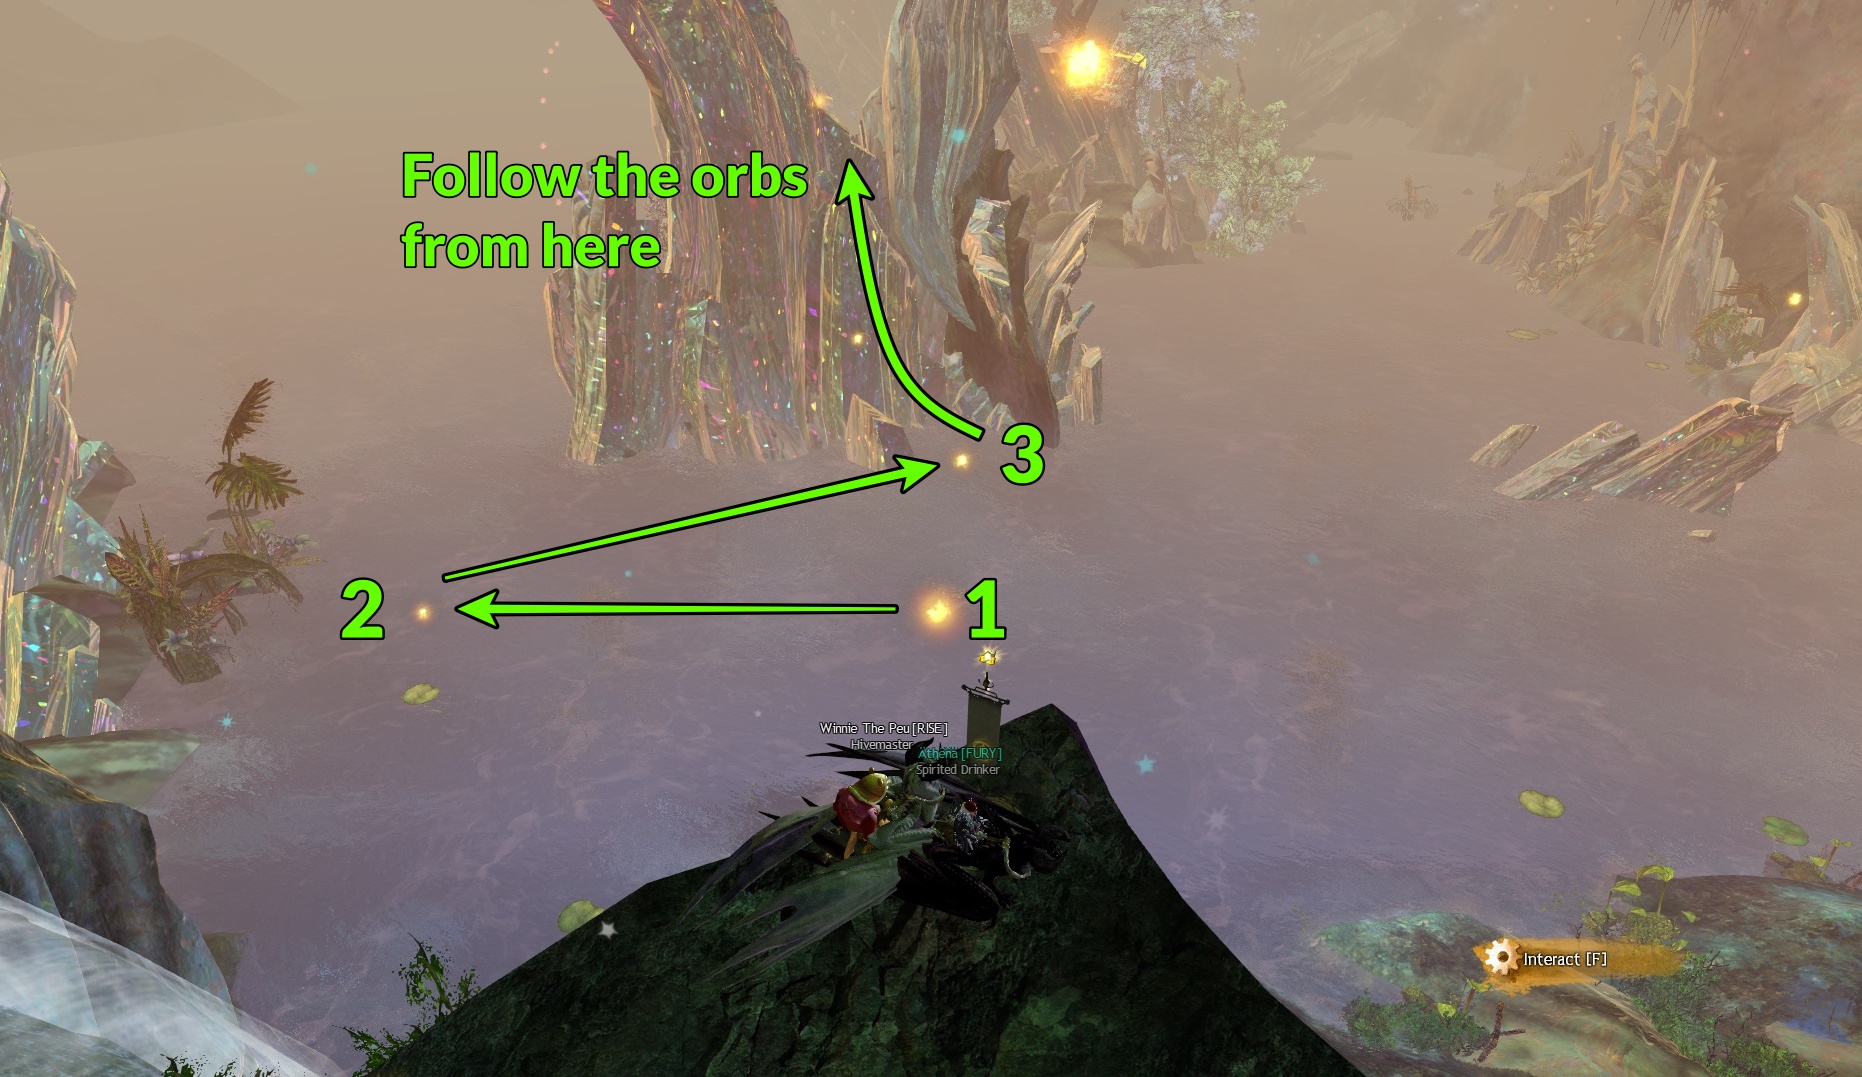 Follow the orbs
from here
3
2
1
Winnie The Peu [RISE]
Hivemaster
Athena [FURY]
Spirited Drinker
Interact [F]